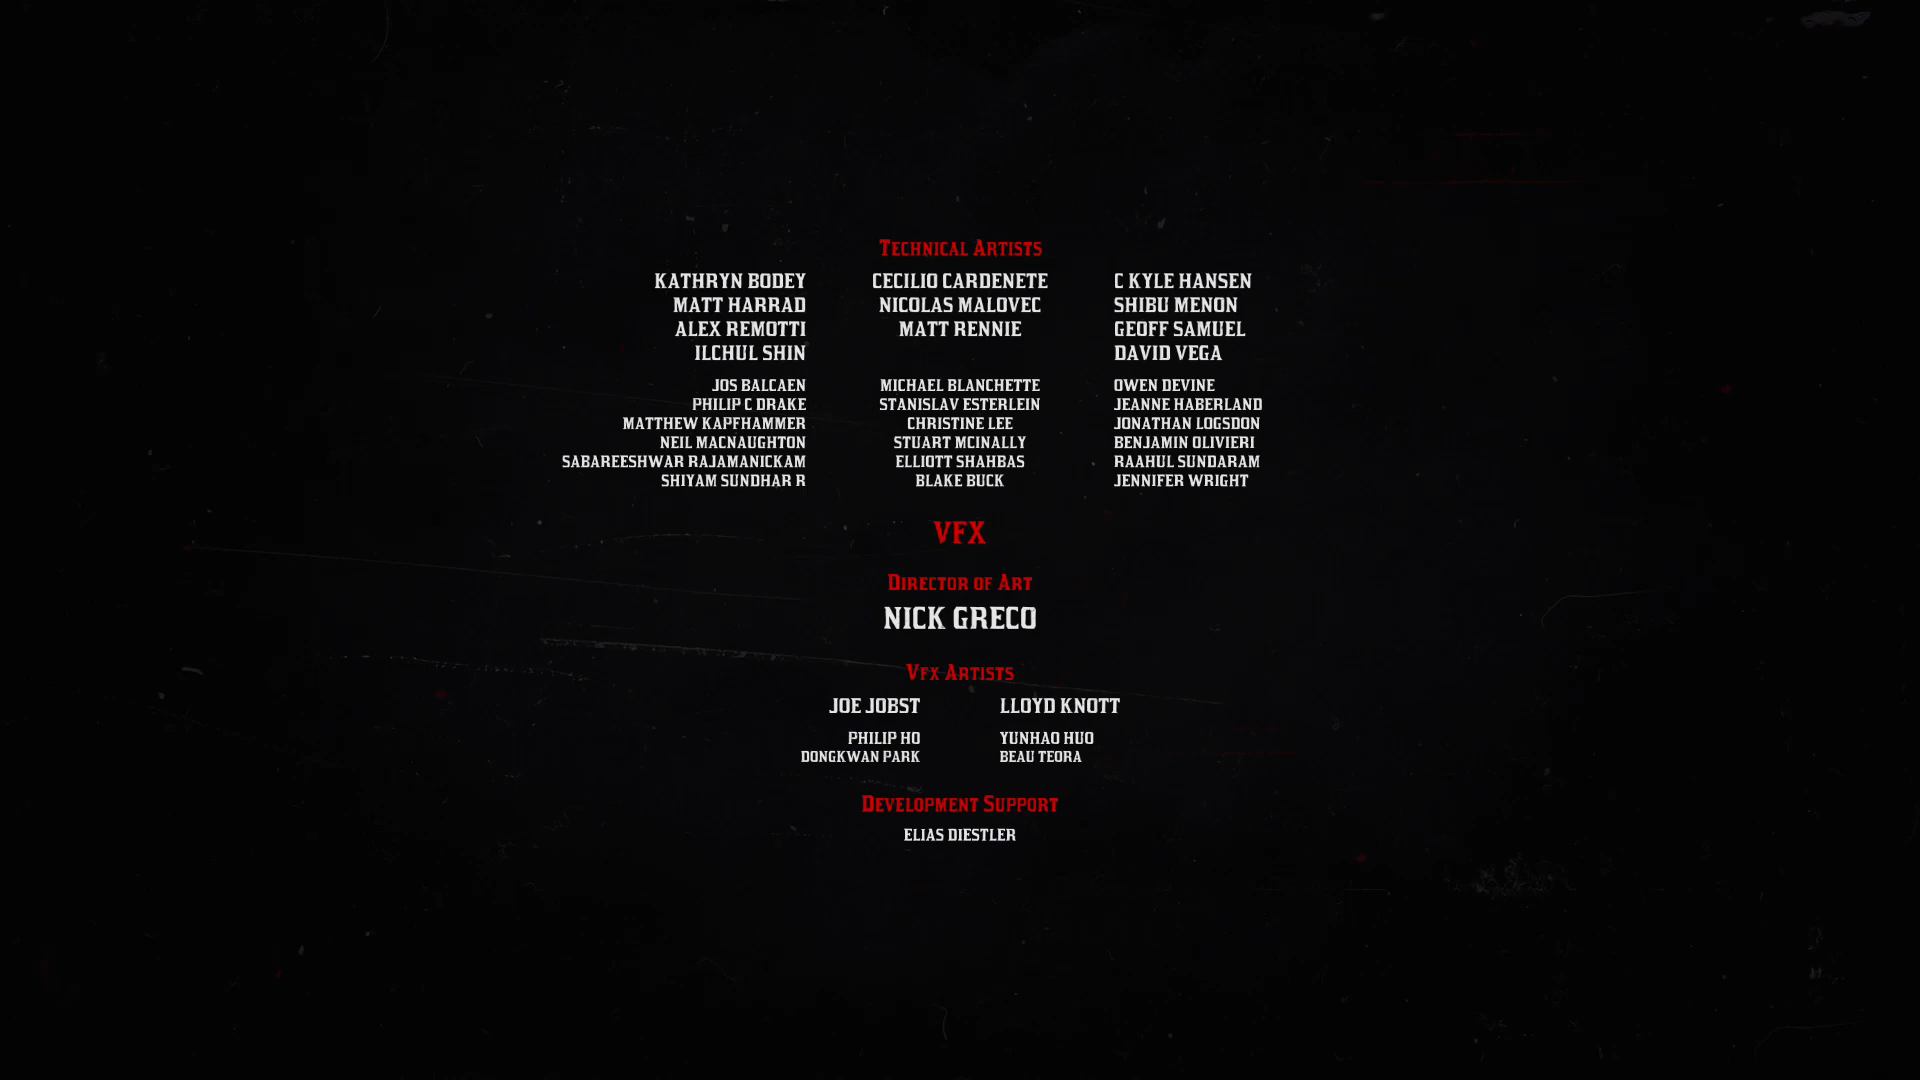 Technical Artists
KATHRYN BODEY CECILIO CARDENETE C KYLE HANSEN
MATT HARRAD NICOLAS MALOVEC SHIBU MENON
ALEX REMOTTI MATT RENNIE GEOFF SAMUEL
ILCHUL SHIN DAVID VEGA
JOS BALCAEN MICHAEL BLANCHETTE OWEN DEVINE
PHILIP C DRAKE STANISLAV ESTERLEIN JEANNE HABERLAND
MATTHEW KAPFHAMMER CHRISTINE LEE JONATHAN LOGSDON
NEIL MACNAUGHTON STUART MCINALLY BENJAMIN OLIVIERI
SABAREESHWAR RAJAMANICKAM ELLIOTT SHAHBAS RAAHUL SUNDARAM
SHIYAM SUNDHAR R BLAKE BUCK JENNIFER WRIGHT
VFX
Director of Art
NICK GRECO
Vfx Artists
JOE JOBST LLOYD KNOTT
PHILIP HO YUNHAO HUO
DONGKWAN PARK BEAU TEORA
Development Support
ELIAS DIESTLER